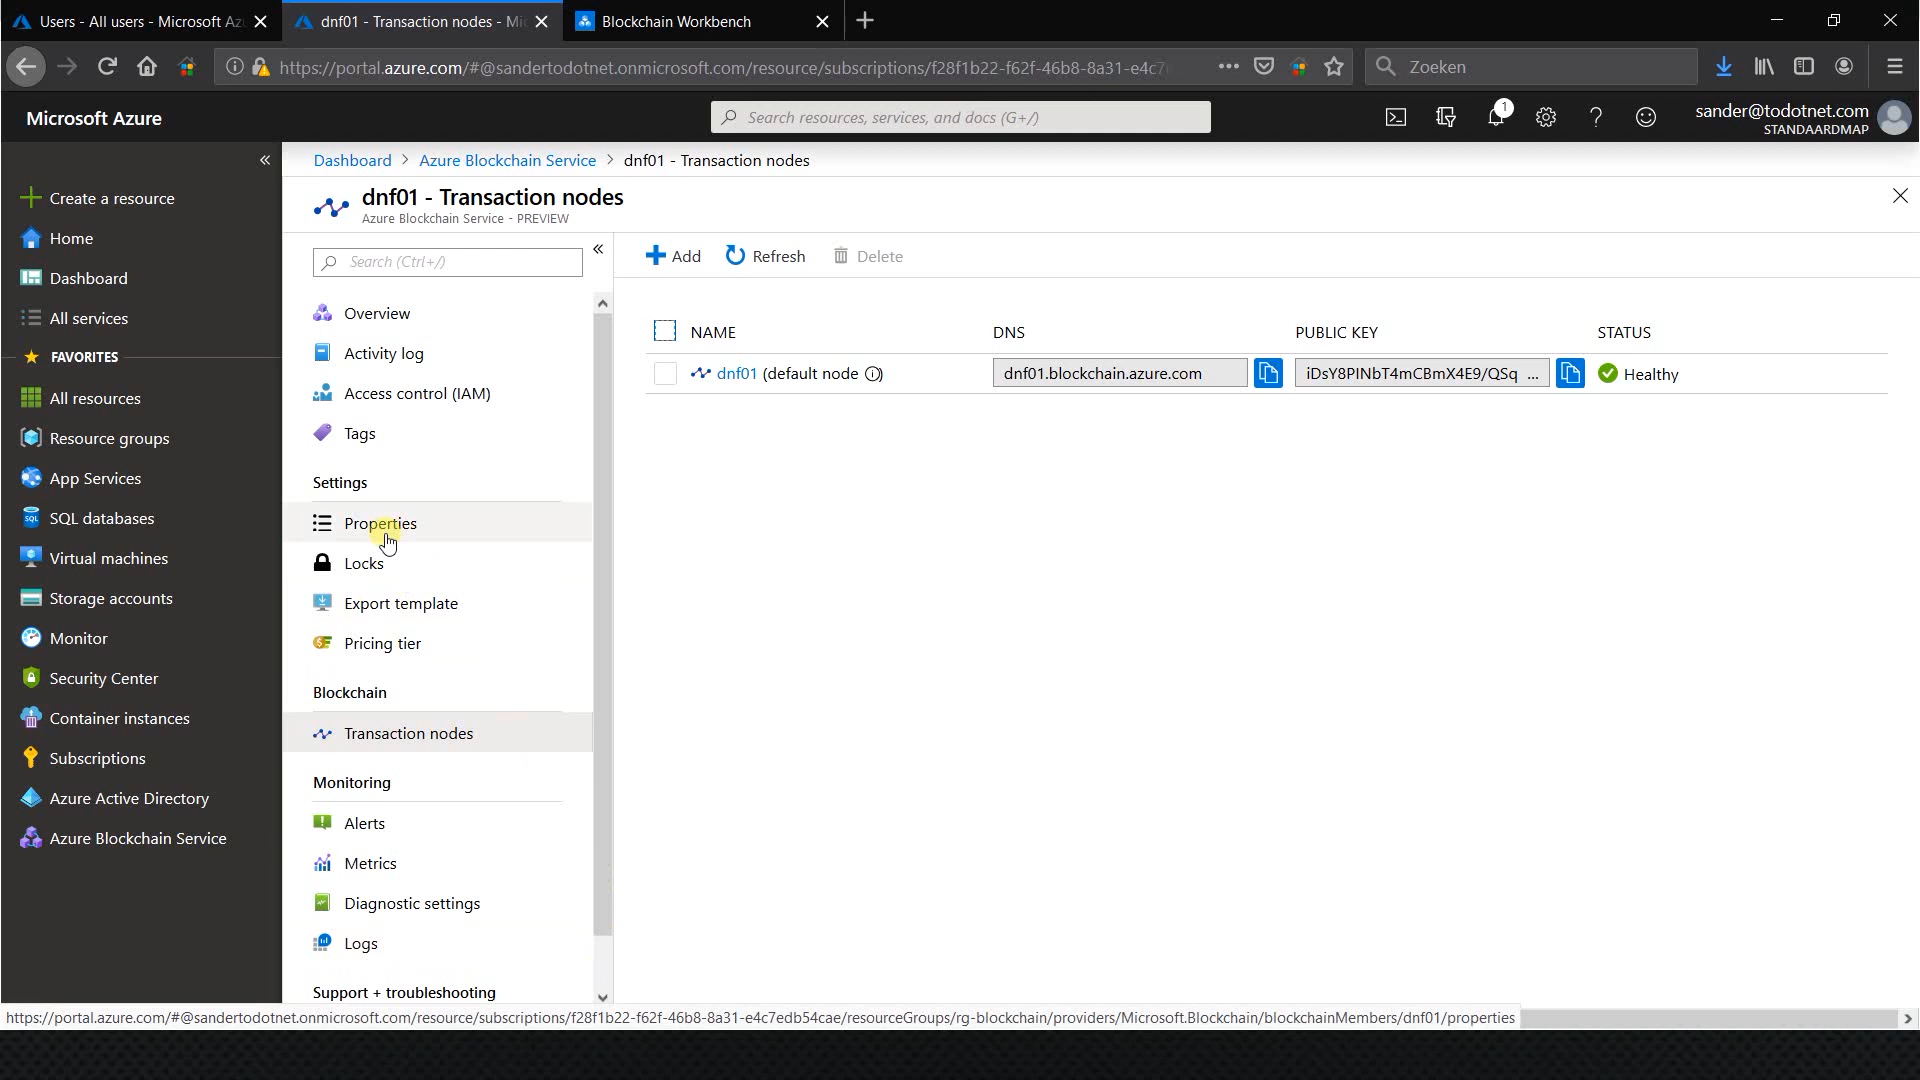 Users - All users - Microsoft Az
dnf01 - Transaction nodes - Mi
Blockchain Workbench
https://portal.azure.com/#@sandertodotnet.onmicrosoft.com/resource/subscriptions/f28f1b22-f62f-46b8-8a31-e4c7
Zoeken
Microsoft Azure
Search resources, services, and docs (G+/)
1
sander@todotnet.com
STANDAARDMAP
Dashboard > Azure Blockchain Service > dnf01 - Transaction nodes
dnf01 - Transaction nodes
Azure Blockchain Service - PREVIEW
Create a resource
Home
Dashboard
All services
FAVORITES
All resources
Resource groups
App Services
SQL databases
Virtual machines
Storage accounts
Monitor
Security Center
Container instances
Subscriptions
Azure Active Directory
Azure Blockchain Service
Search (Ctrl+/)
Overview
Activity log
Access control (IAM)
Tags
Settings
Properties
Locks
Export template
Pricing tier
Blockchain
Transaction nodes
Monitoring
Alerts
Metrics
Diagnostic settings
Logs
Support + troubleshooting
Add
Refresh
Delete
NAME
DNS
PUBLIC KEY
STATUS
dnf01 (default node )
dnf01.blockchain.azure.com
iDsY8PINbT4mCBmX4E9/QSq ...
Healthy
https://portal.azure.com/#@sandertodotnet.onmicrosoft.com/resource/subscriptions/f28f1b22-f62f-46b8-8a31-e4c7edb54cae/resourceGroups/rg-blockchain/providers/Microsoft.Blockchain/blockchainMembers/dnf01/properties